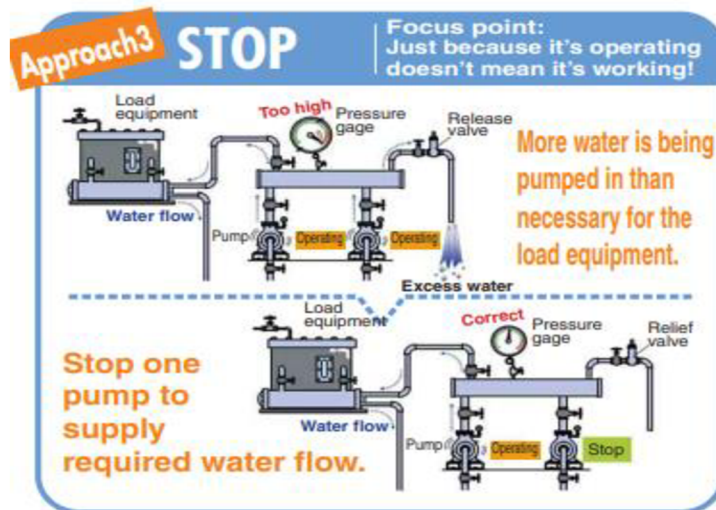 Approach3
STOP
Focus point:
Just because it's operating
doesn't mean it's working!
Load
equipment
Too high
Pressure
gage
Release
valve
Water flow
Pump
Operating
Operating
Excess water
More water is being
pumped in than
necessary for the
load equipment.
Load
equipment
Correct
Pressure
gage
Relief
valve
Water flow
Pump
Operating
Stop
Stop one
pump to
supply
required water flow.